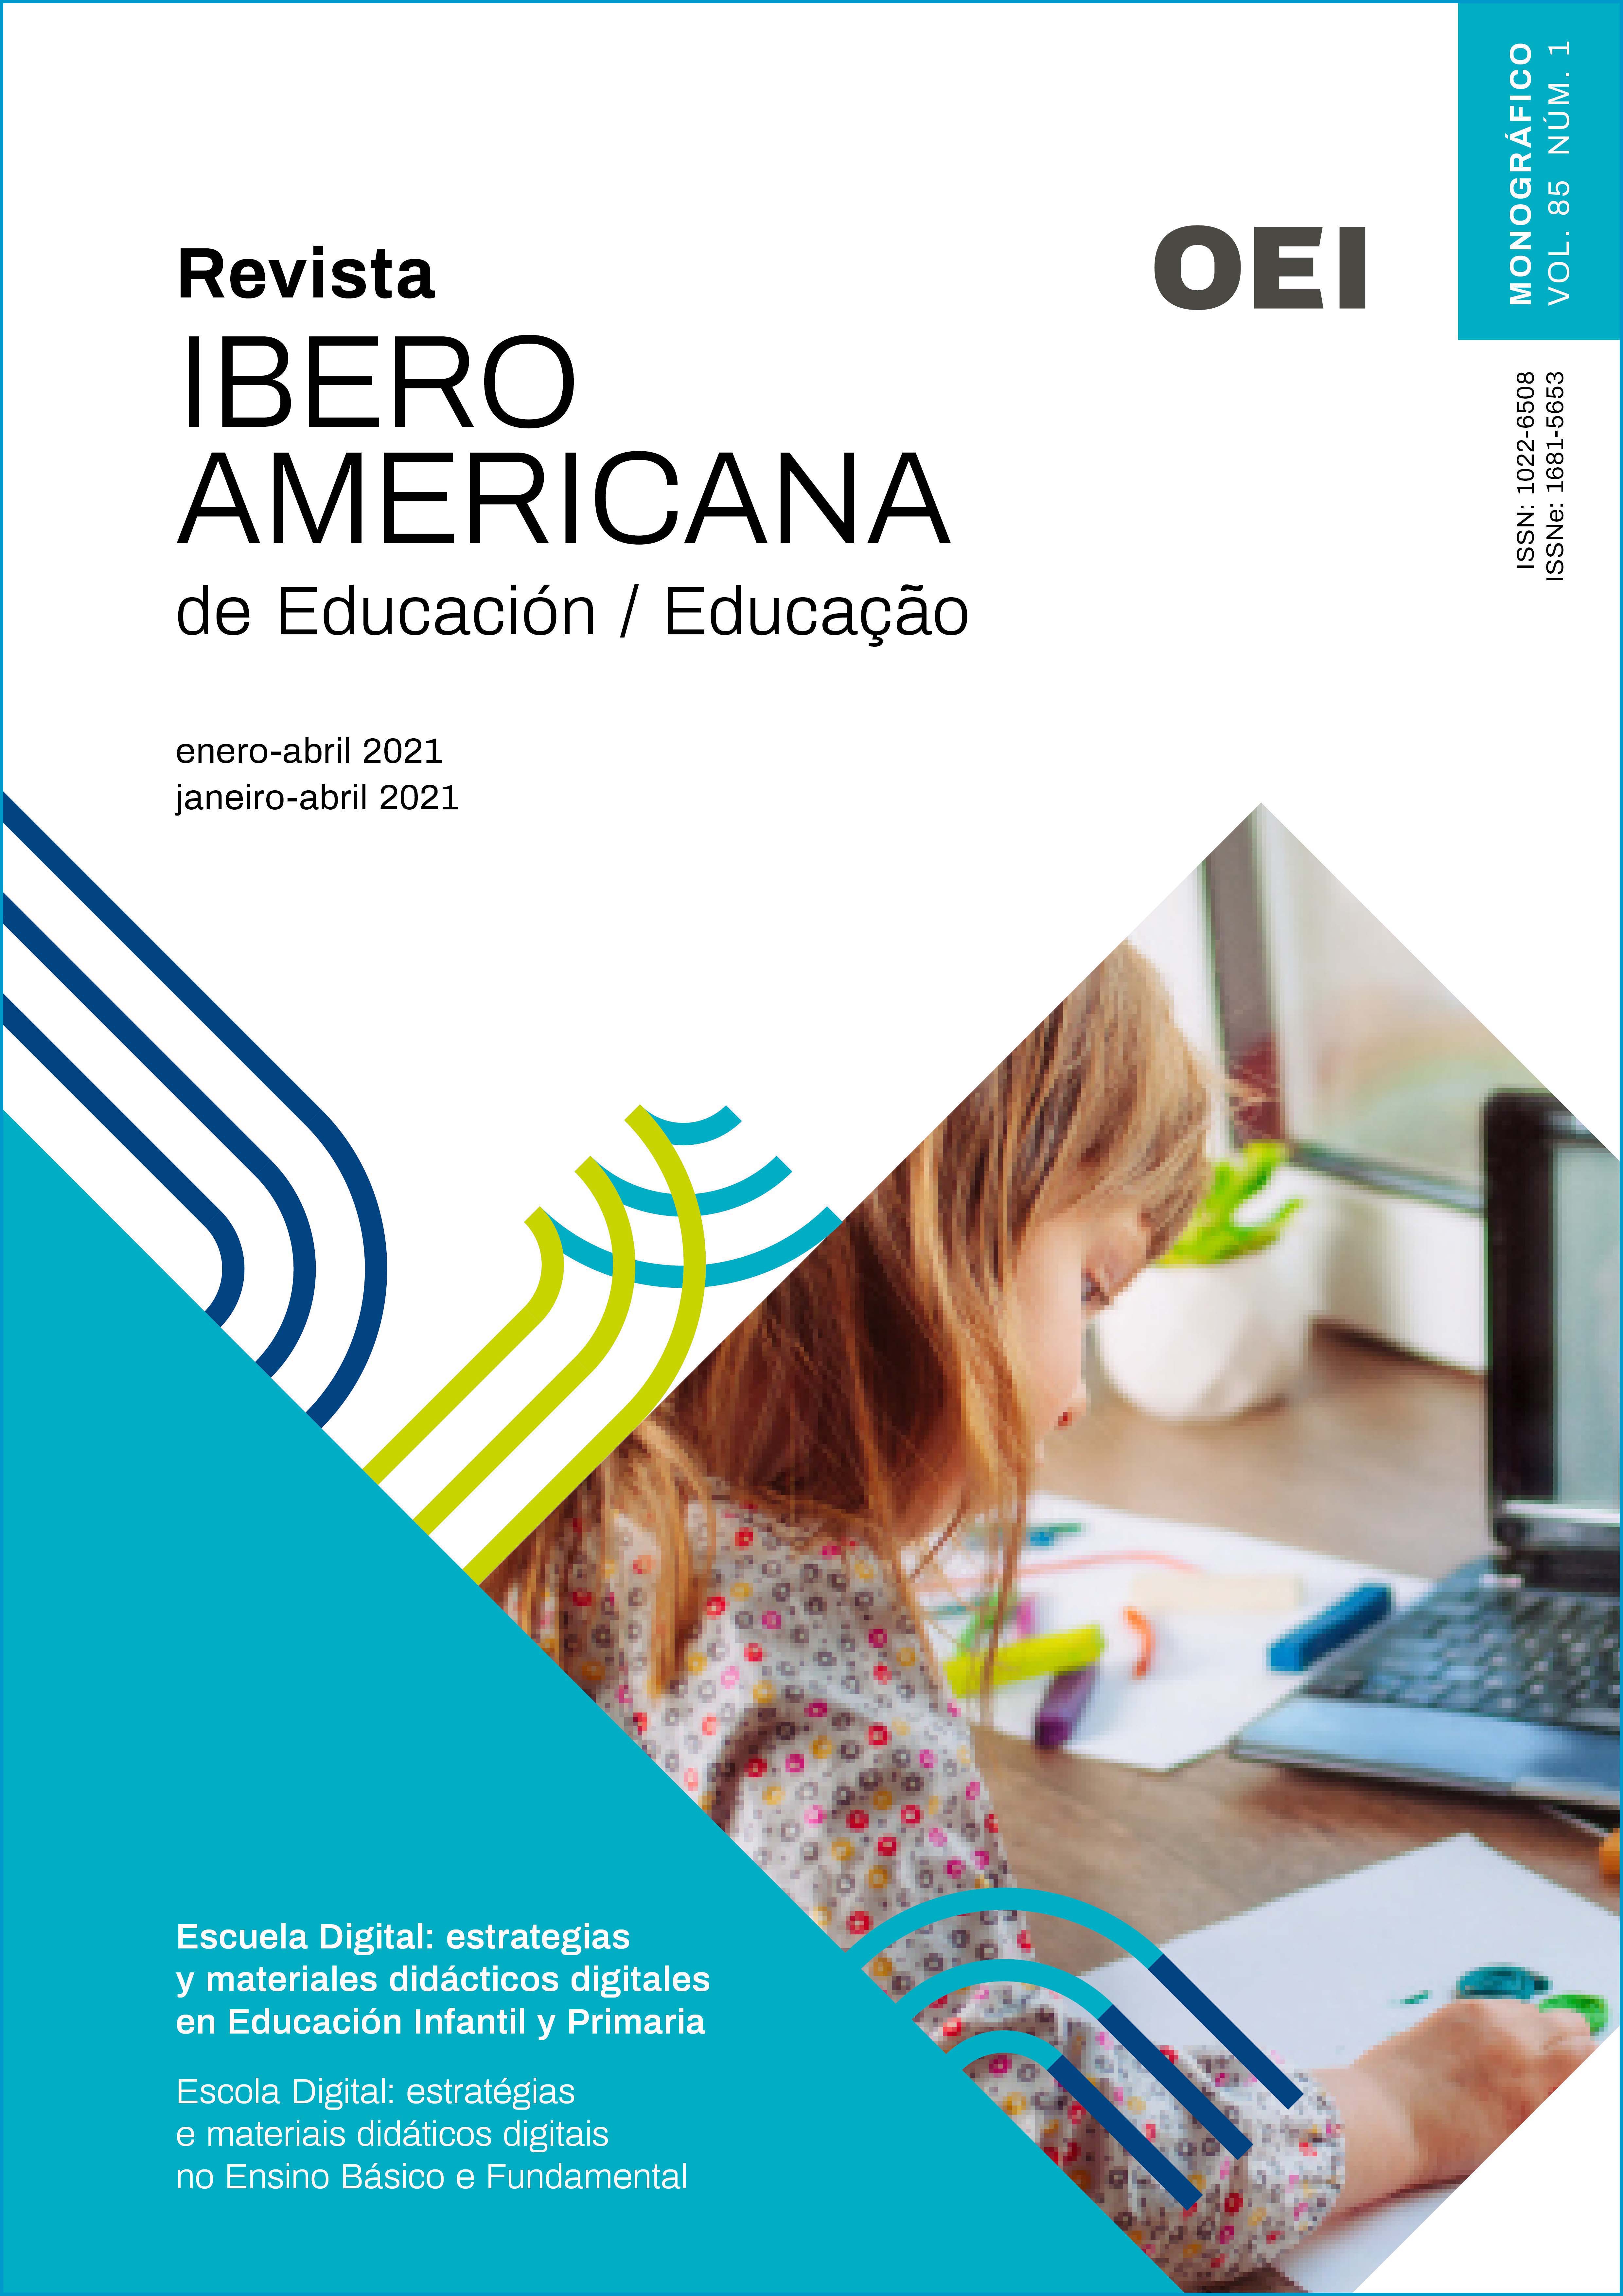 MONOGRÁFICO
VOL. 85 NÚM. 1
ISSN: 1022-6508
ISSNe: 1681-5653
OEI
Revista
IBERO
AMERICANA
de Educación / Educação
enero-abril 2021
janeiro-abril 2021
Escuela Digital: estrategias
y materiales didácticos digitales
en Educación Infantil y Primaria
Escola Digital: estratégias
e materiais didáticos digitais
no Ensino Básico e Fundamental